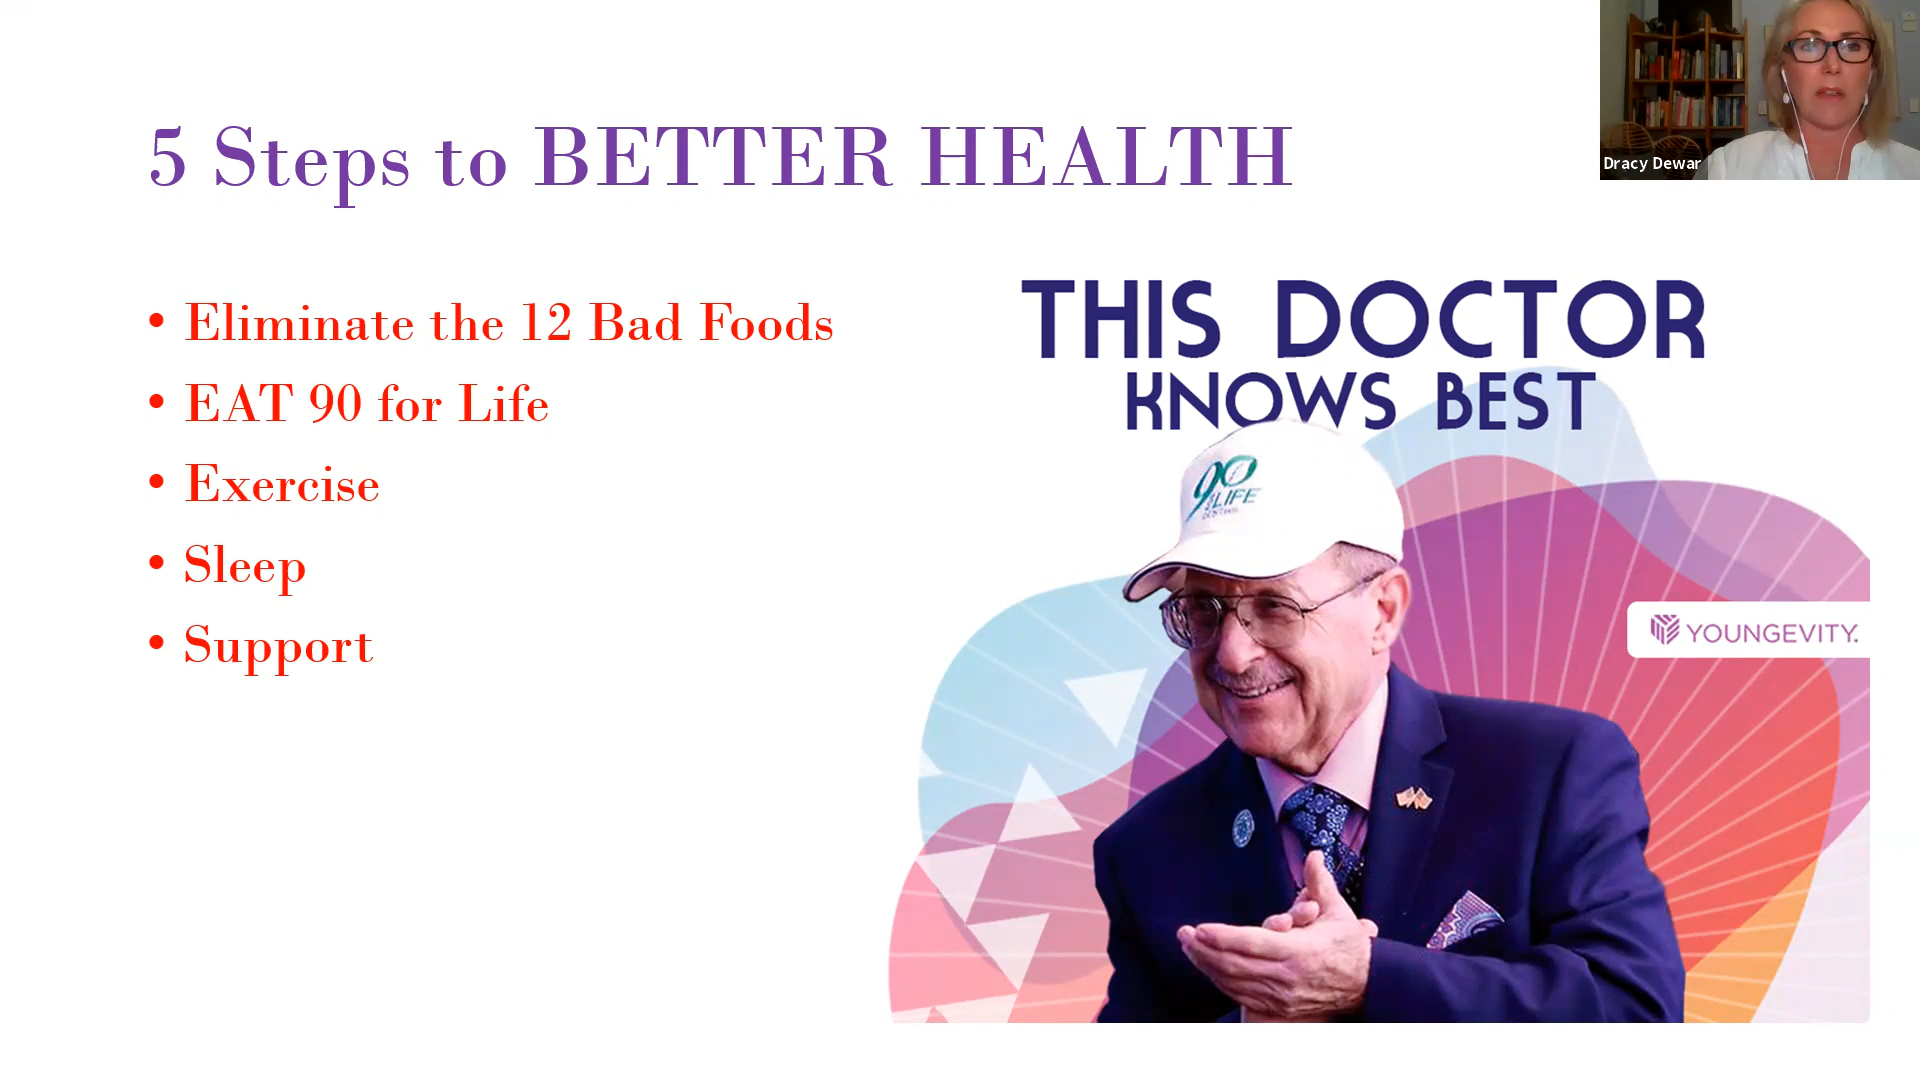 5 Steps to BETTER HEALTH
• Eliminate the 12 Bad Foods
• EAT 90 for Life
• Exercise
• Sleep
• Support
THIS DOCTOR
KNOWS BEST
90
LIFE
YOUNGEVITY.
Dracy Dewar